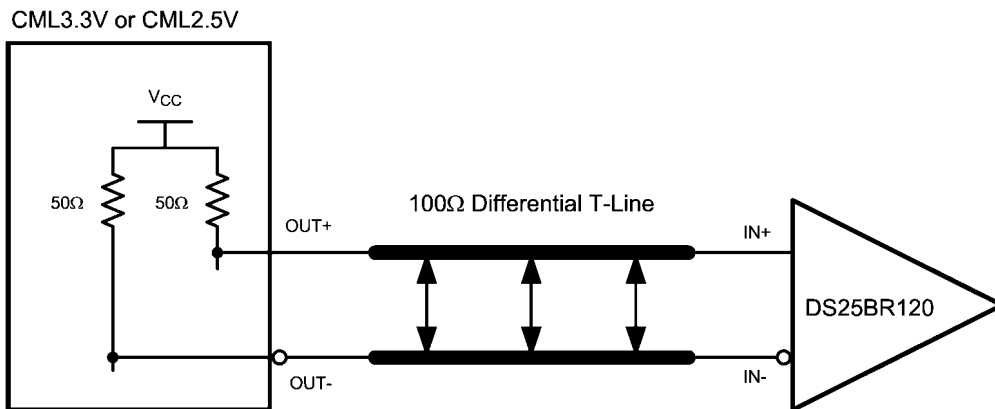 CML3.3V or CML2.5V
VCC
50Ω
50Ω
100Ω Differential T-Line
OUT+
IN+
DS25BR120
OUT-
IN-